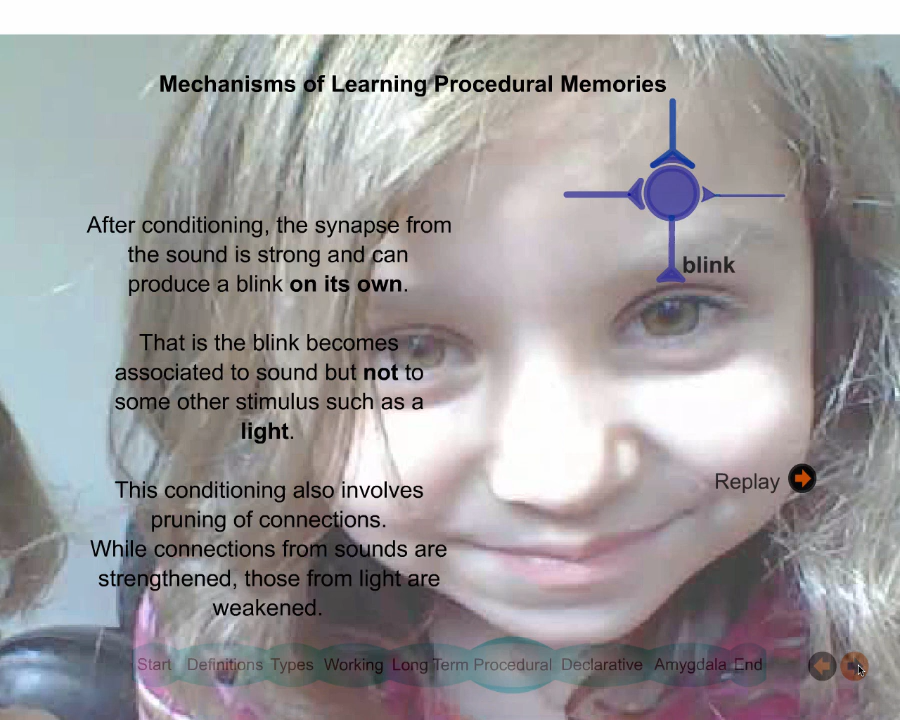 Mechanisms of Learning Procedural Memories
After conditioning, the synapse from
the sound is strong and can
produce a blink on its own.
blink
That is the blink becomes
associated to sound but not to
some other stimulus such as a
light.
This conditioning also involves
pruning of connections.
While connections from sounds are
strengthened, those from light are
weakened.
Replay
Start Definitions Types Working Long Term Procedural Declarative Amygdala End